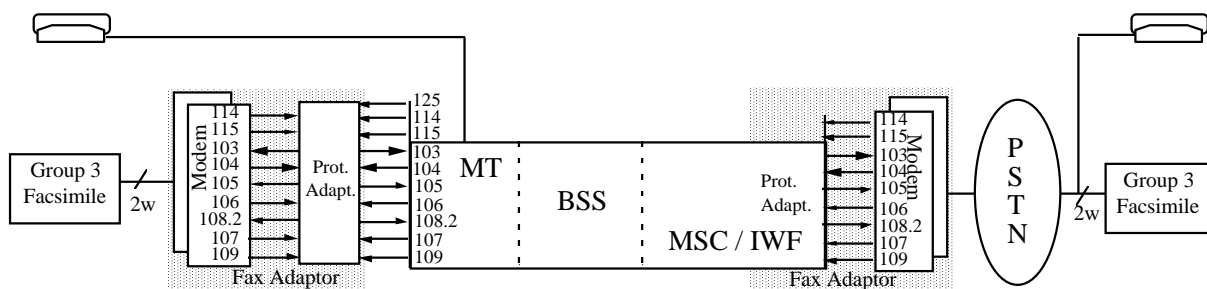 Group 3
Facsimile
2w
Modem
114
115
103
104
105
106
108.2
107
109
Prot.
Adapt.
Fax Adaptor
125
114
115
103
104
105
106
108.2
107
109
MT
BSS
MSC / IWF
Prot.
Adapt.
Fax Adaptor
114
115
103
104
105
106
108.2
107
109
Modem
PSTN
2w
Group 3
Facsimile